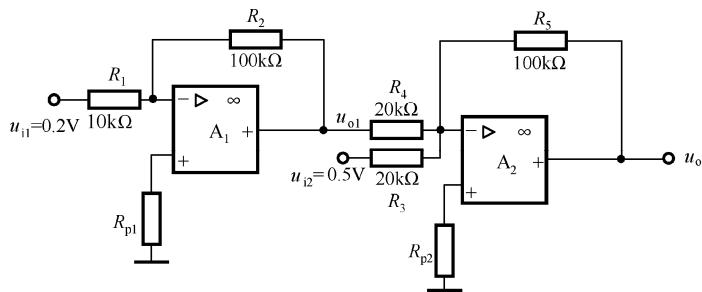 R2
100kΩ
R5
100kΩ
R1
10kΩ
ui1=0.2V
− ▷ ∞
A1
+
+
uo1
R4
20kΩ
ui2=0.5V
20kΩ
R3
− ▷ ∞
A2
+
+
uo
Rp1
Rp2